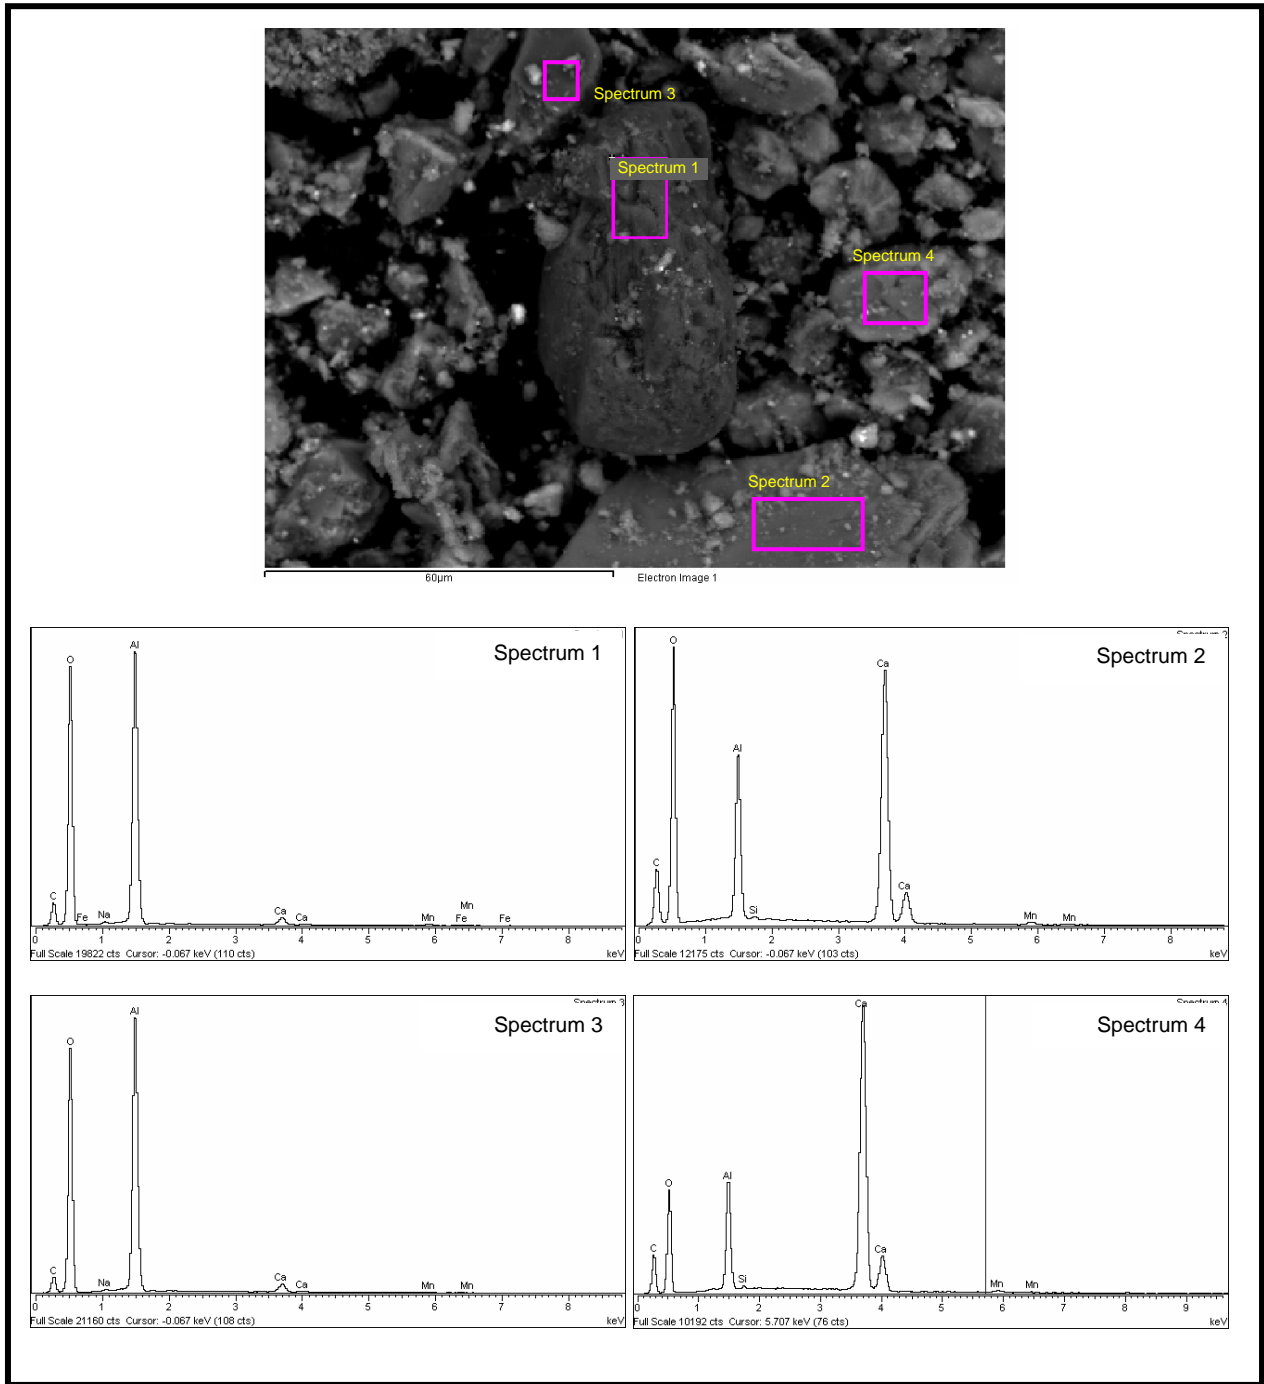 Spectrum 3
Spectrum 1
Spectrum 4
Spectrum 2
60µm Electron Image 1
Spectrum 1
Al
O
C
Fe
Na
Ca
Ca
Mn
Mn
Fe
Fe
0 1 2 3 4 5 6 7 8
Full Scale 19822 cts Cursor: -0.067 keV (110 cts) keV
Spectrum 2
O
Ca
Al
C
Si
Ca
Mn
Mn
0 1 2 3 4 5 6 7 8
Full Scale 12175 cts Cursor: -0.067 keV (103 cts) keV
Spectrum 3
Spectrum 3
Al
O
C
Na
Ca
Ca
Mn
Mn
0 1 2 3 4 5 6 7 8
Full Scale 21160 cts Cursor: -0.067 keV (108 cts) keV
Spectrum 4
Spectrum 4
Ca
O
Al
C
Si
Ca
Mn
Mn
0 1 2 3 4 5 6 7 8 9
Full Scale 10192 cts Cursor: 5.707 keV (76 cts) keV